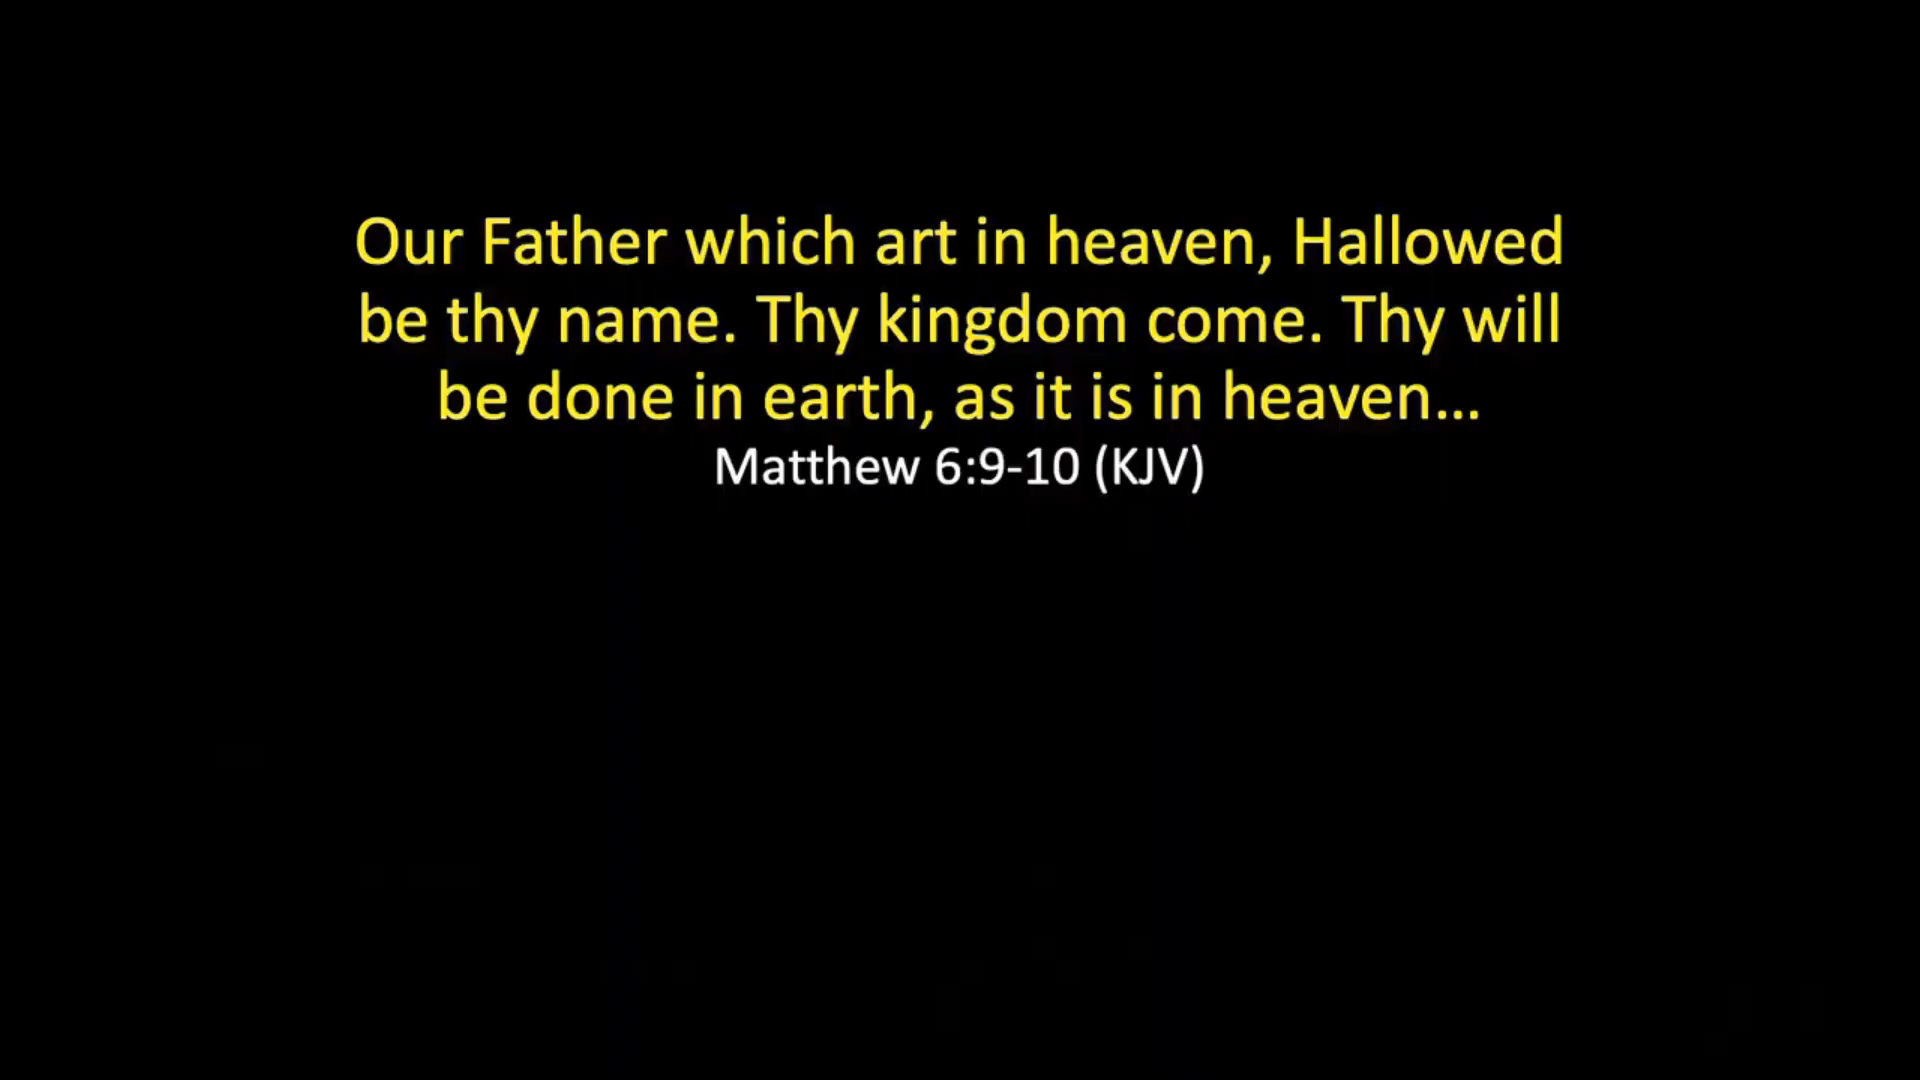 Our Father which art in heaven, Hallowed
be thy name. Thy kingdom come. Thy will
be done in earth, as it is in heaven...
Matthew 6:9-10 (KJV)